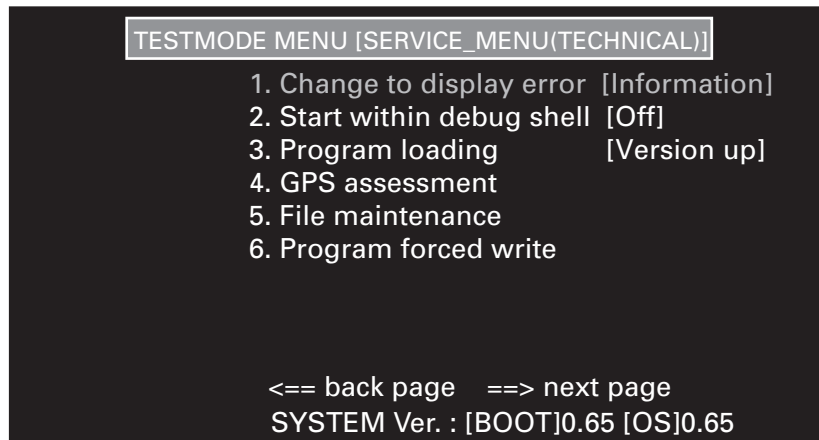 TESTMODE MENU [SERVICE_MENU(TECHNICAL)]
1. Change to display error [Information]
2. Start within debug shell [Off]
3. Program loading [Version up]
4. GPS assessment
5. File maintenance
6. Program forced write
<== back page ==> next page
SYSTEM Ver. : [BOOT]0.65 [OS]0.65